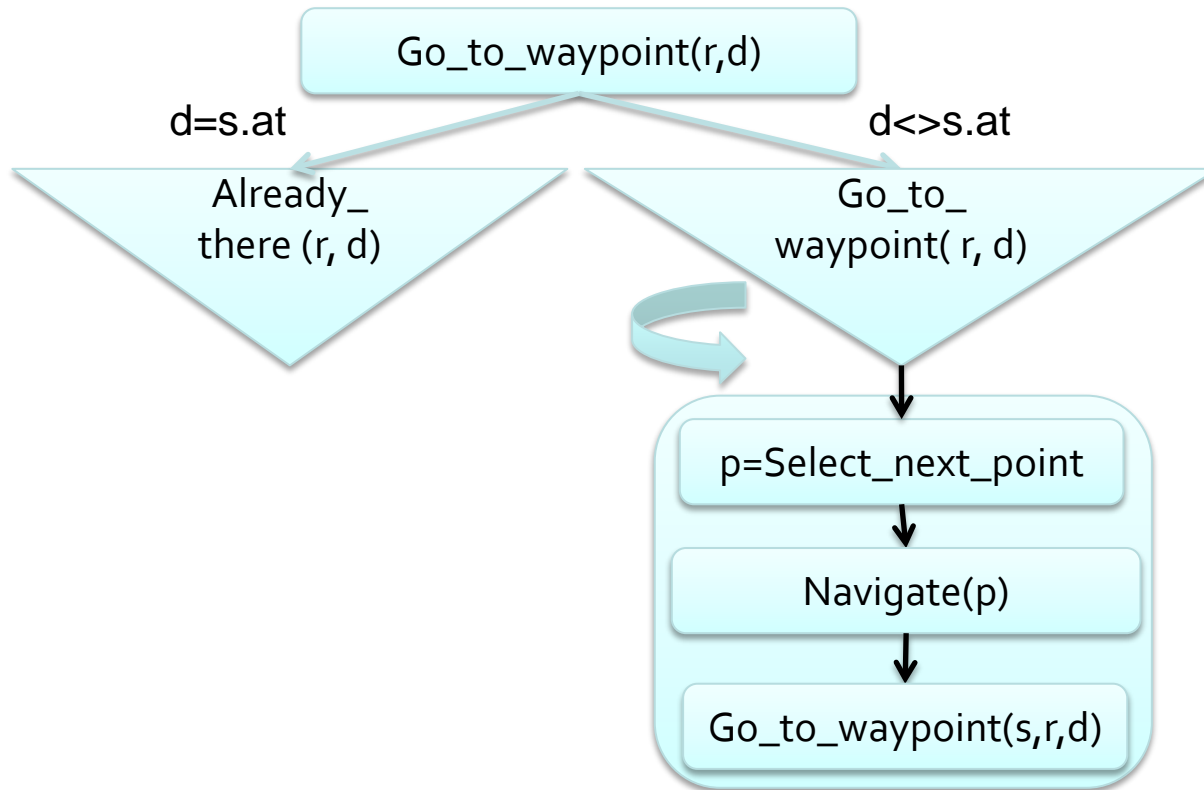 Go_to_waypoint(r,d)
d=s.at
d<>s.at
Already_
there (r, d)
Go_to_
waypoint( r, d)
p=Select_next_point
Navigate(p)
Go_to_waypoint(s,r,d)